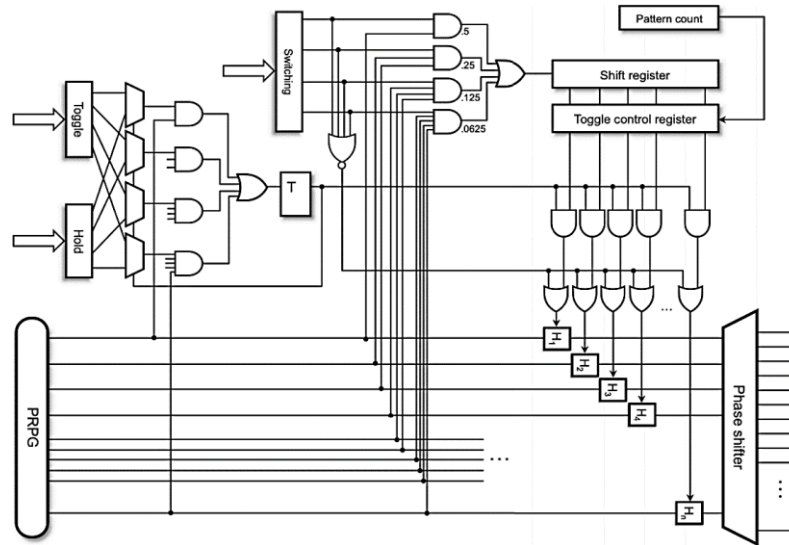 Pattern count
Switching
.5
.25
.125
.0625
Shift register
Toggle control register
Toggle
Hold
T
...
H1
H2
H3
H4
Hn
PRPG
...
Phase shifter
...